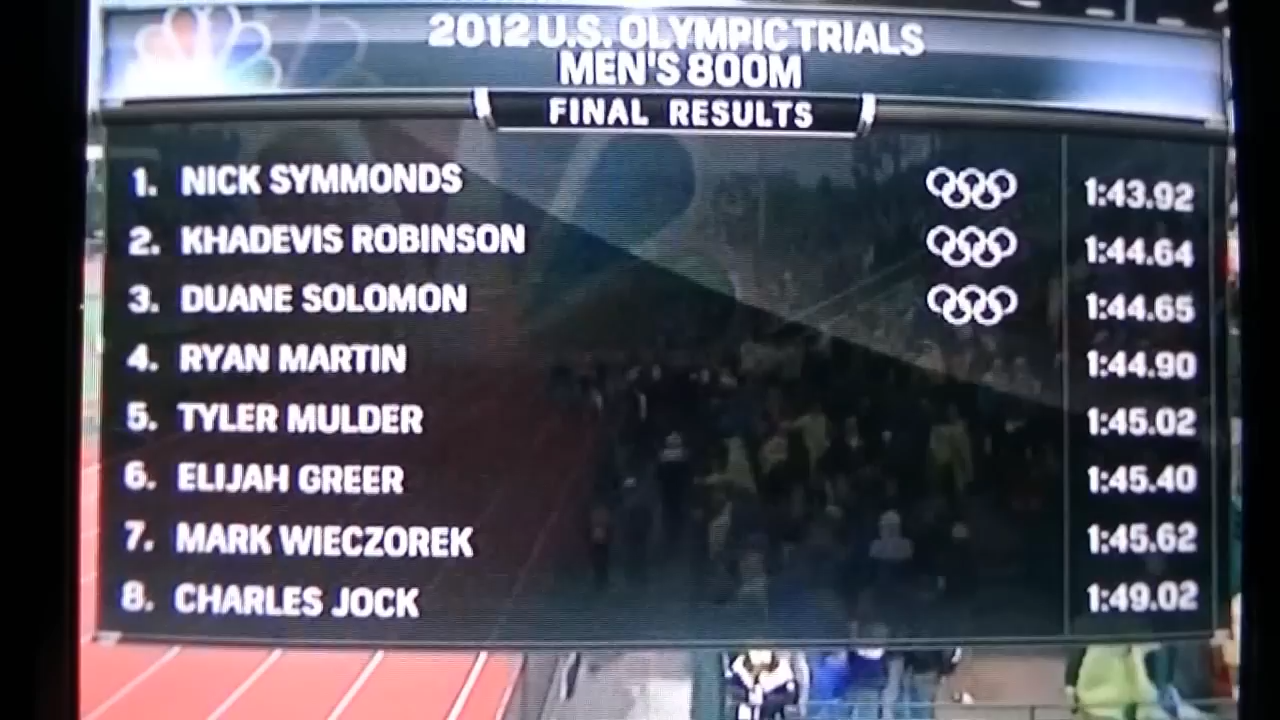 2012 U.S. OLYMPIC TRIALS
MEN'S 800M
FINAL RESULTS
1. NICK SYMMONDS 1:43.92
2. KHADEVIS ROBINSON 1:44.64
3. DUANE SOLOMON 1:44.65
4. RYAN MARTIN 1:44.90
5. TYLER MULDER 1:45.02
6. ELIJAH GREER 1:45.40
7. MARK WIECZOREK 1:45.62
8. CHARLES JOCK 1:49.02